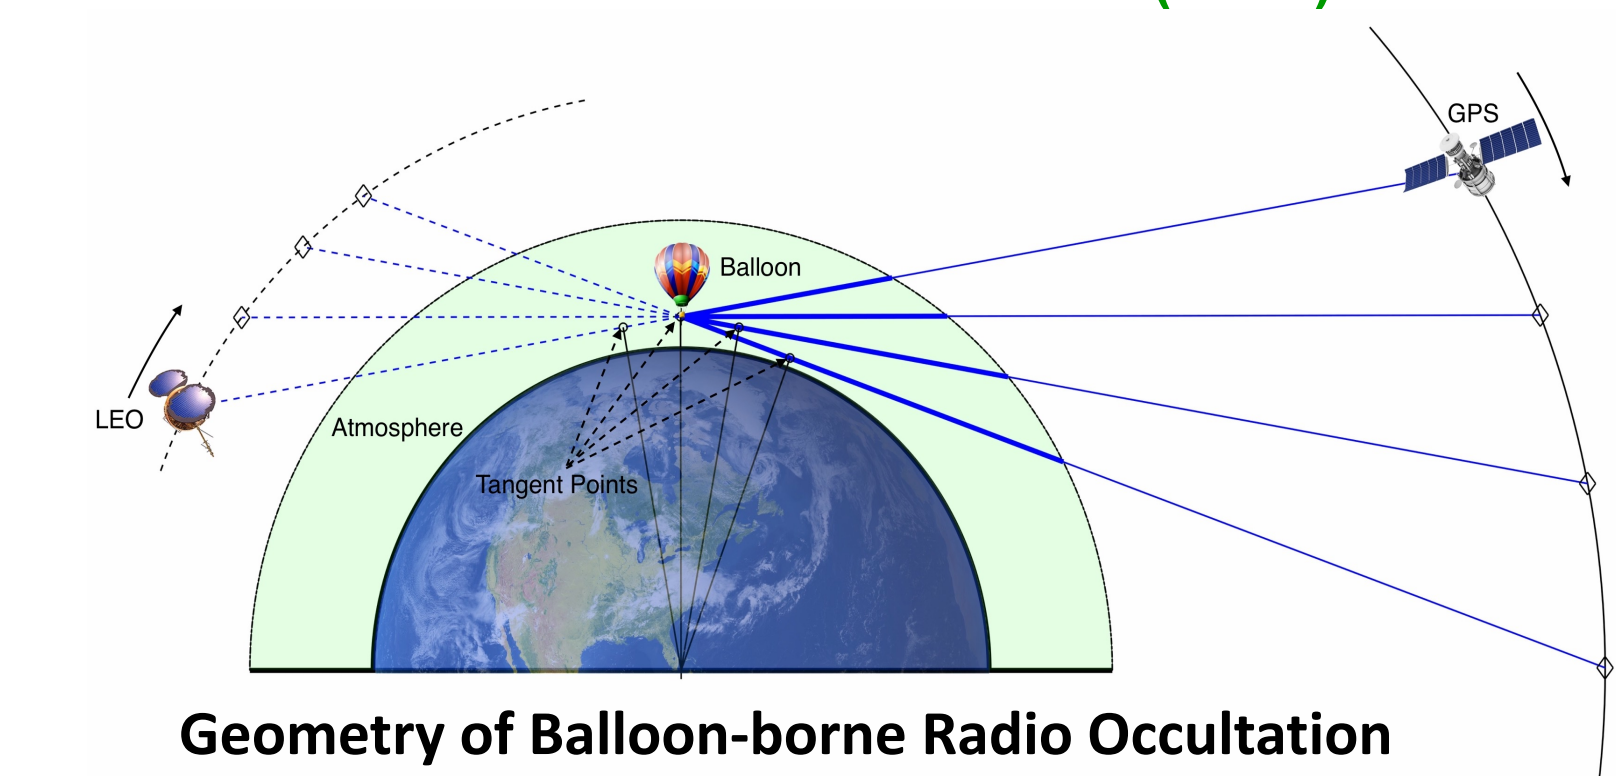 GPS
Balloon
LEO
Atmosphere
Tangent Points
Geometry of Balloon-borne Radio Occultation